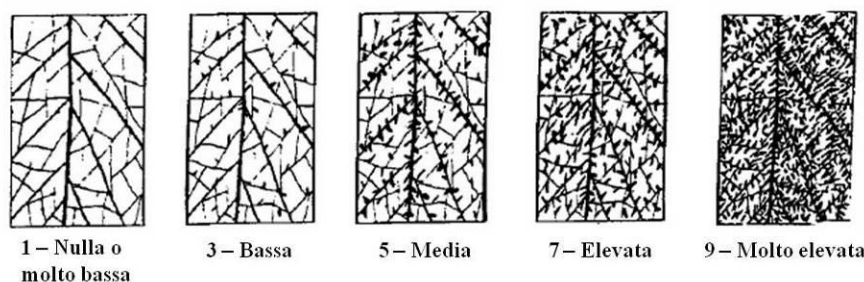 1 – Nulla o
molto bassa
3 – Bassa
5 – Media
7 – Elevata
9 – Molto elevata